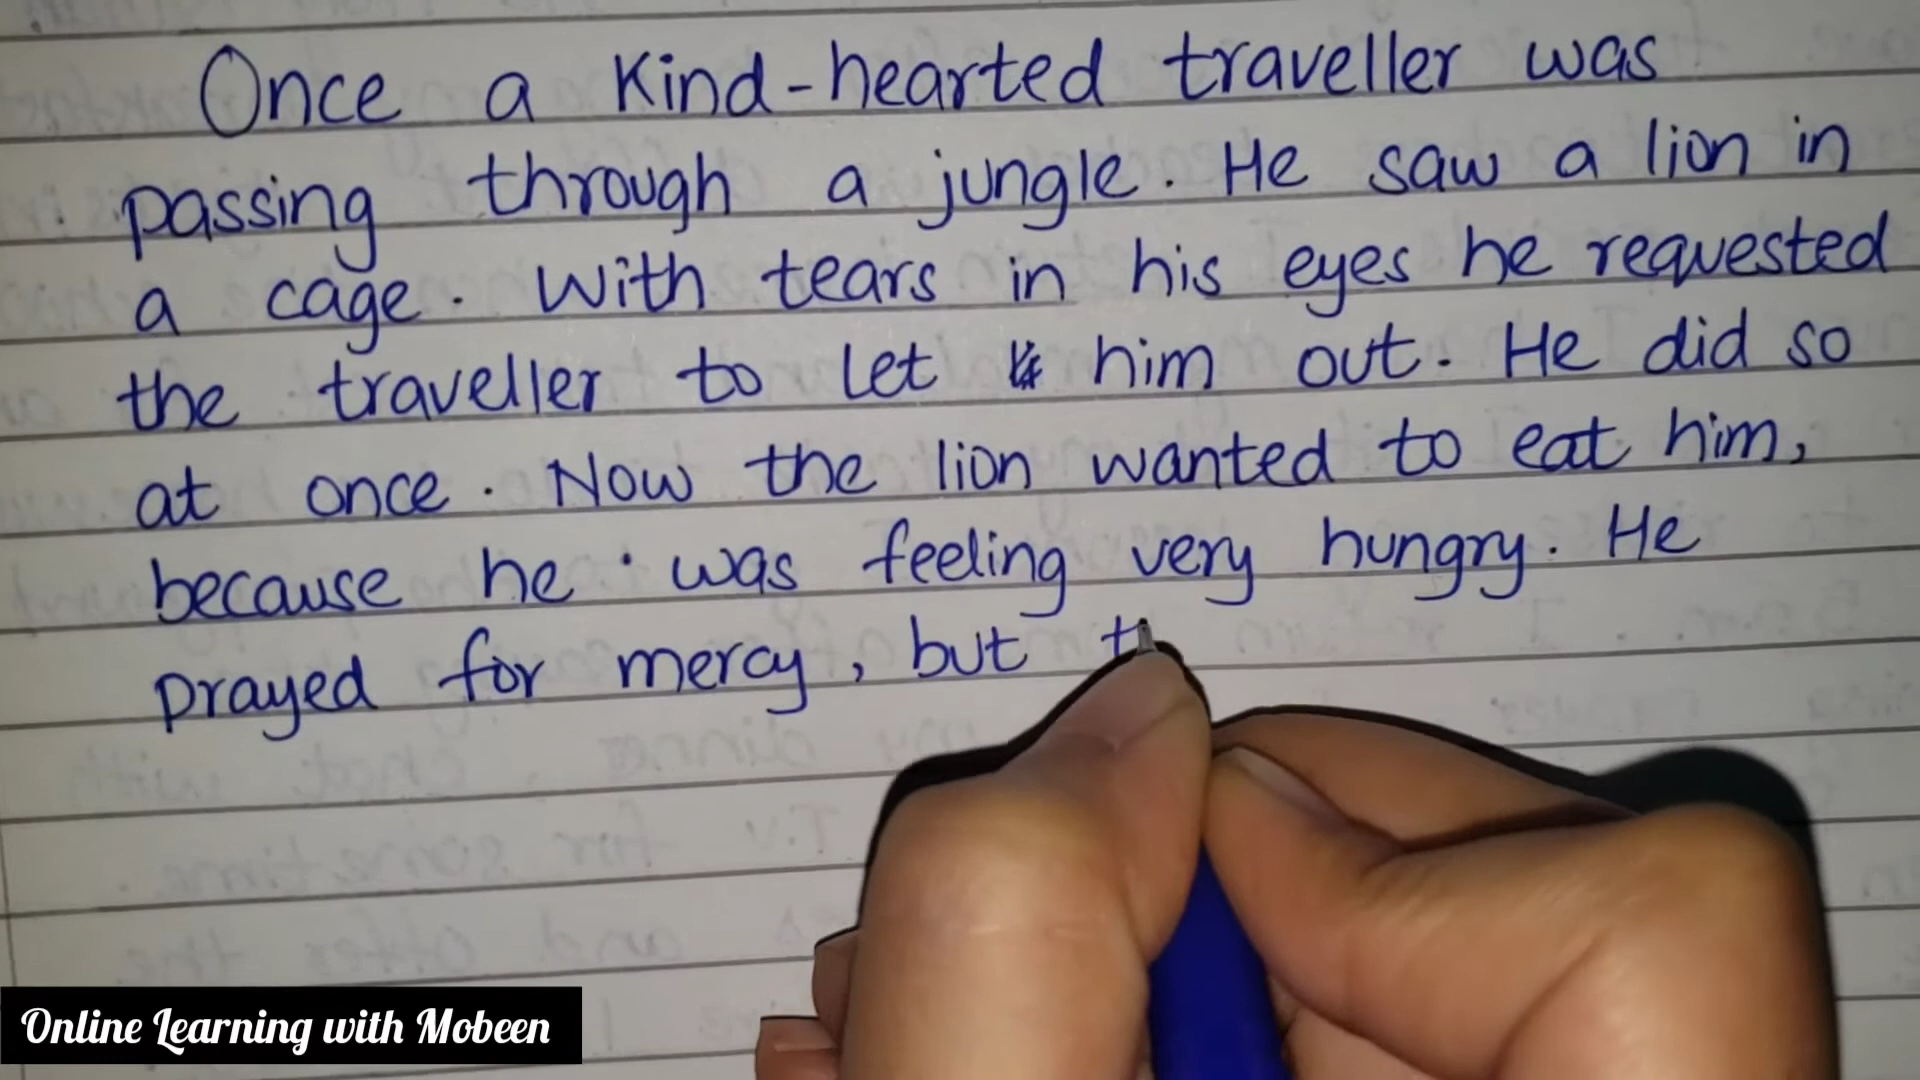 Once a Kind-hearted traveller was
passing through a jungle. He saw a lion in
a cage. With tears in his eyes he requested
the traveller to let him out. He did so
at once. Now the lion wanted to eat him,
because he was feeling very hungry. He
prayed for mercy, but
Online Learning with Mobeen